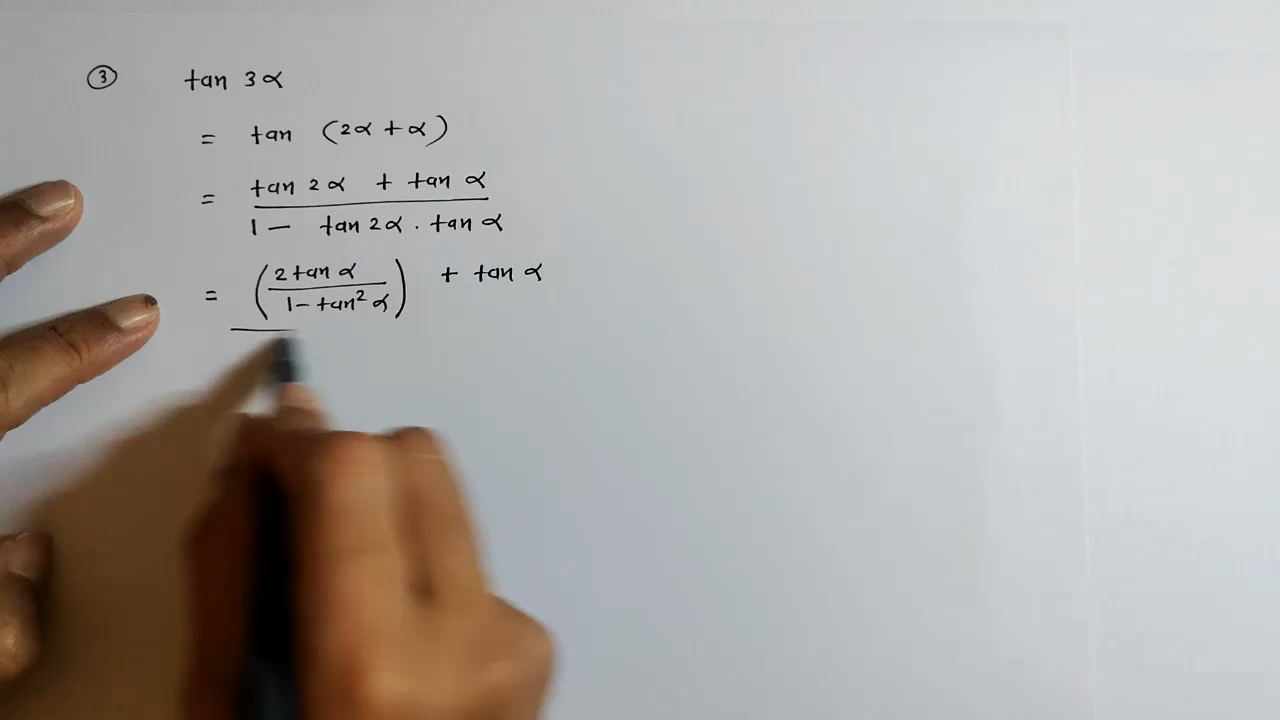 ③ tan 3α
= tan (2α + α)
= tan 2α + tan α
1 - tan 2α . tan α
= (2 tan α / 1 - tan² α) + tan α